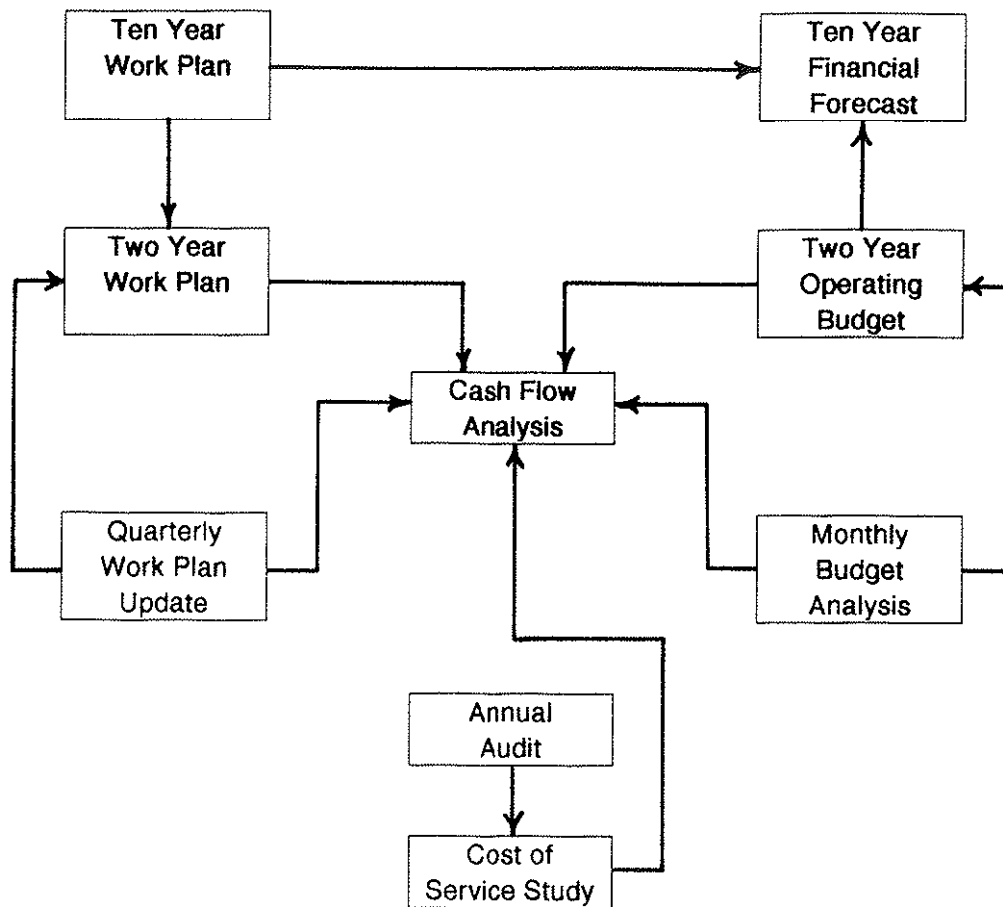 Ten Year
Work Plan
Ten Year
Financial
Forecast
Two Year
Work Plan
Two Year
Operating
Budget
Cash Flow
Analysis
Quarterly
Work Plan
Update
Monthly
Budget
Analysis
Annual
Audit
Cost of
Service Study